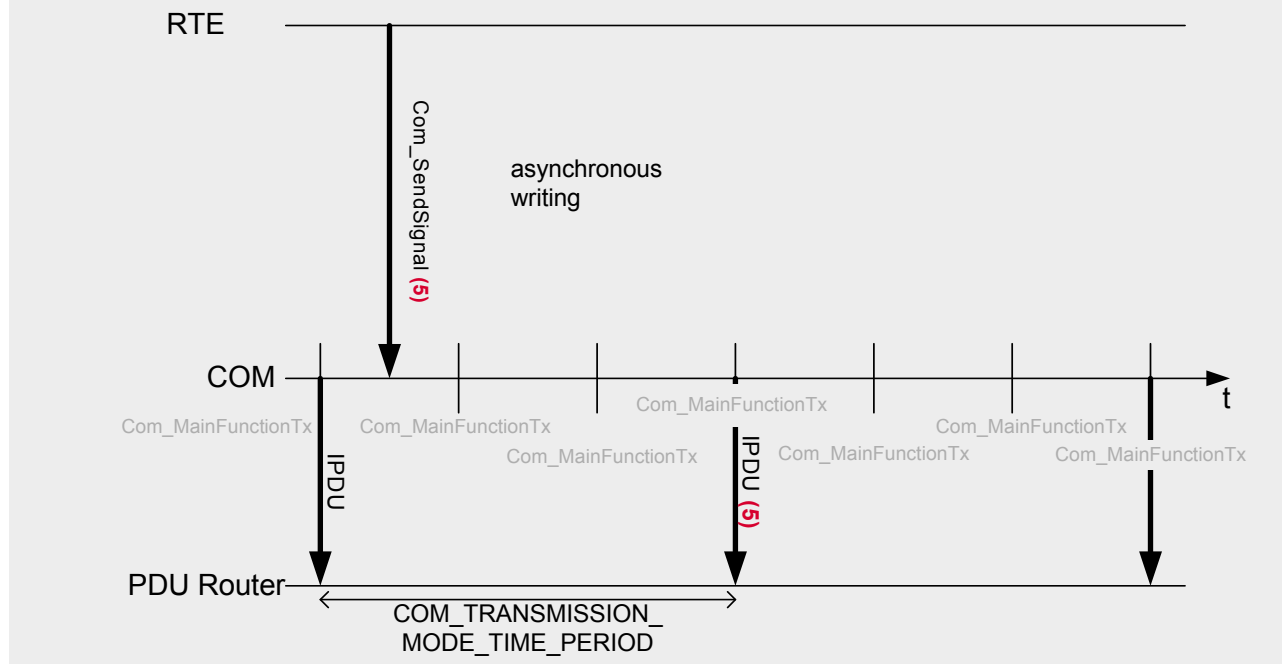 RTE
Com_SendSignal (5)
asynchronous
writing
COM
t
Com_MainFunctionTx
Com_MainFunctionTx
Com_MainFunctionTx
Com_MainFunctionTx
Com_MainFunctionTx
Com_MainFunctionTx
Com_MainFunctionTx
IPDU
IPDU (5)
PDU Router
COM_TRANSMISSION_
MODE_TIME_PERIOD